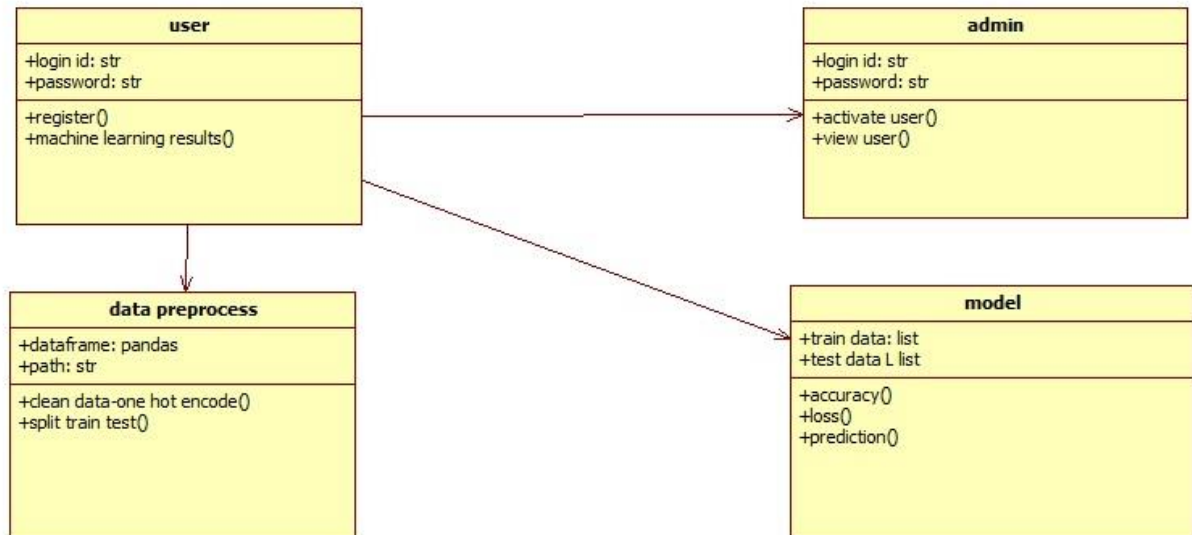 user
+login id: str
+password: str
+register()
+machine learning results()
admin
+login id: str
+password: str
+activate user()
+view user()
data preprocess
+dataframe: pandas
+path: str
+clean data-one hot encode()
+split train test()
model
+train data: list
+test data L list
+accuracy()
+loss()
+prediction()